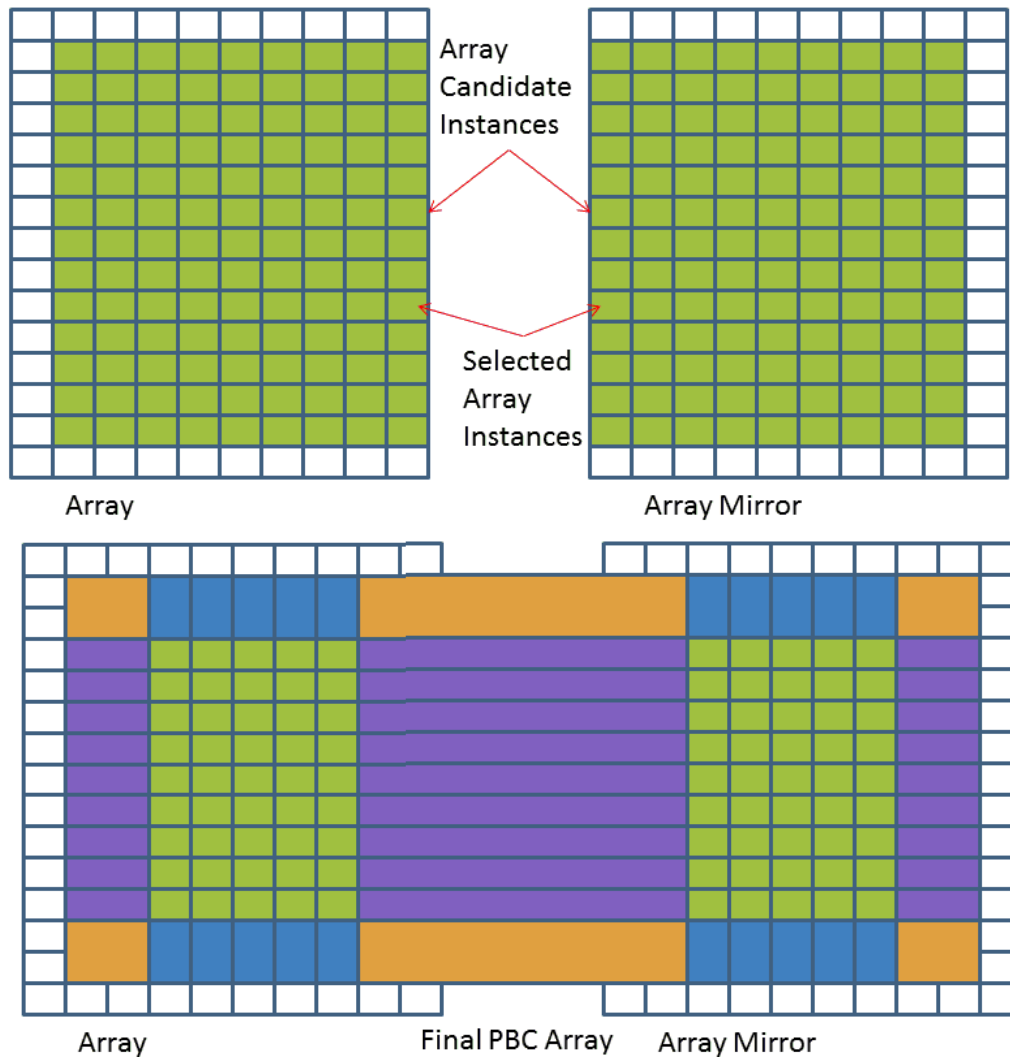 Array
Candidate
Instances
Selected
Array
Instances
Array
Array Mirror
Array
Final PBC Array
Array Mirror